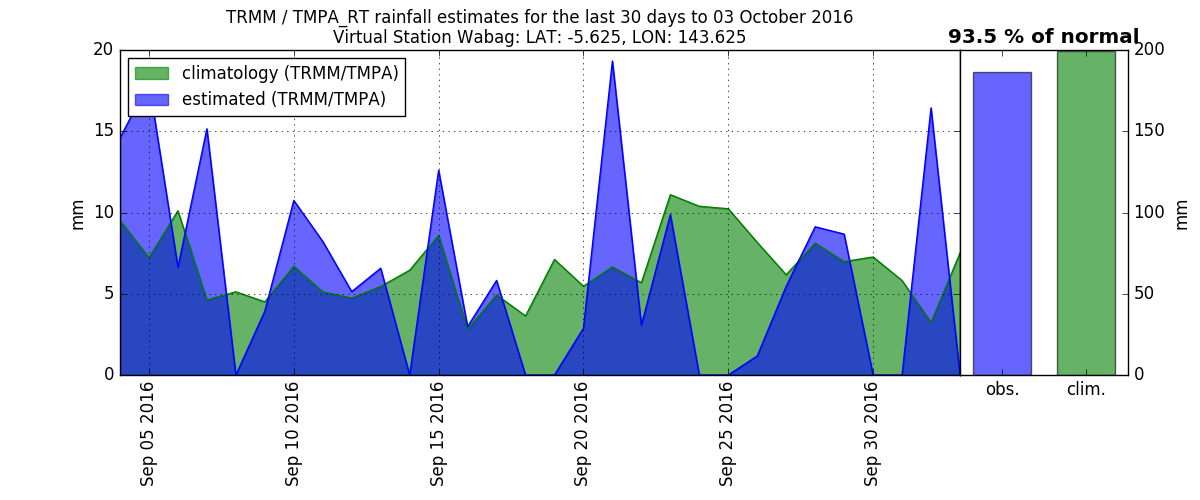 TRMM / TMPA_RT rainfall estimates for the last 30 days to 03 October 2016
Virtual Station Wabag: LAT: -5.625, LON: 143.625
93.5 % of normal
climatology (TRMM/TMPA)
estimated (TRMM/TMPA)
20
15
10
5
0
mm
Sep 05 2016
Sep 10 2016
Sep 15 2016
Sep 20 2016
Sep 25 2016
Sep 30 2016
obs.
clim.
200
150
100
50
0
mm